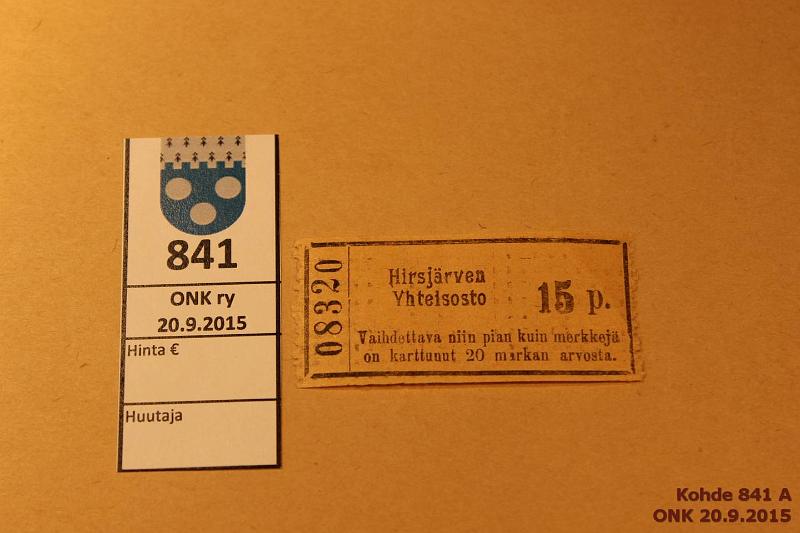 841
ONK ry
20.9.2015
Hinta €
Huutaja
08320
Hirsjärven
Yhteisosto
15 p.
Vaihdettava niin pian kuin merkkejä
on karttunut 20 markan arvosta.
Kohde 841 A
ONK 20.9.2015